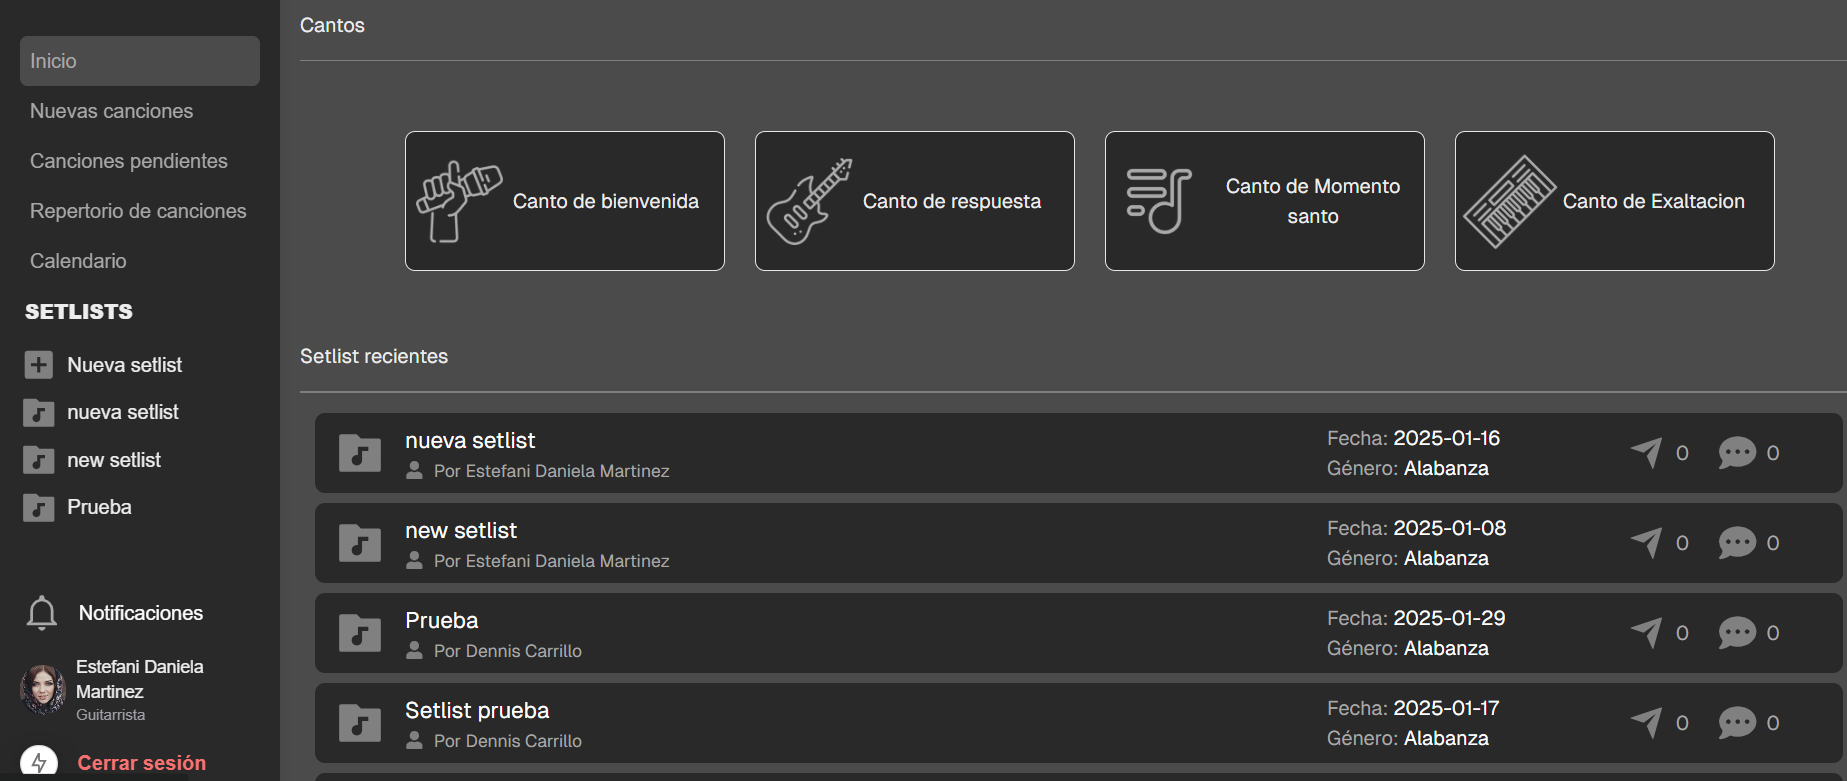 Inicio
Nuevas canciones
Canciones pendientes
Repertorio de canciones
Calendario
SETLISTS
Nueva setlist
nueva setlist
new setlist
Prueba
Notificaciones
Estefani Daniela
Martinez
Guitarrista
Cerrar sesión
Cantos
Canto de bienvenida
Canto de respuesta
Canto de Momento
santo
Canto de Exaltacion
Setlist recientes
nueva setlist
Por Estefani Daniela Martinez
Fecha: 2025-01-16
Género: Alabanza
0
0
new setlist
Por Estefani Daniela Martinez
Fecha: 2025-01-08
Género: Alabanza
0
0
Prueba
Por Dennis Carrillo
Fecha: 2025-01-29
Género: Alabanza
0
0
Setlist prueba
Por Dennis Carrillo
Fecha: 2025-01-17
Género: Alabanza
0
0